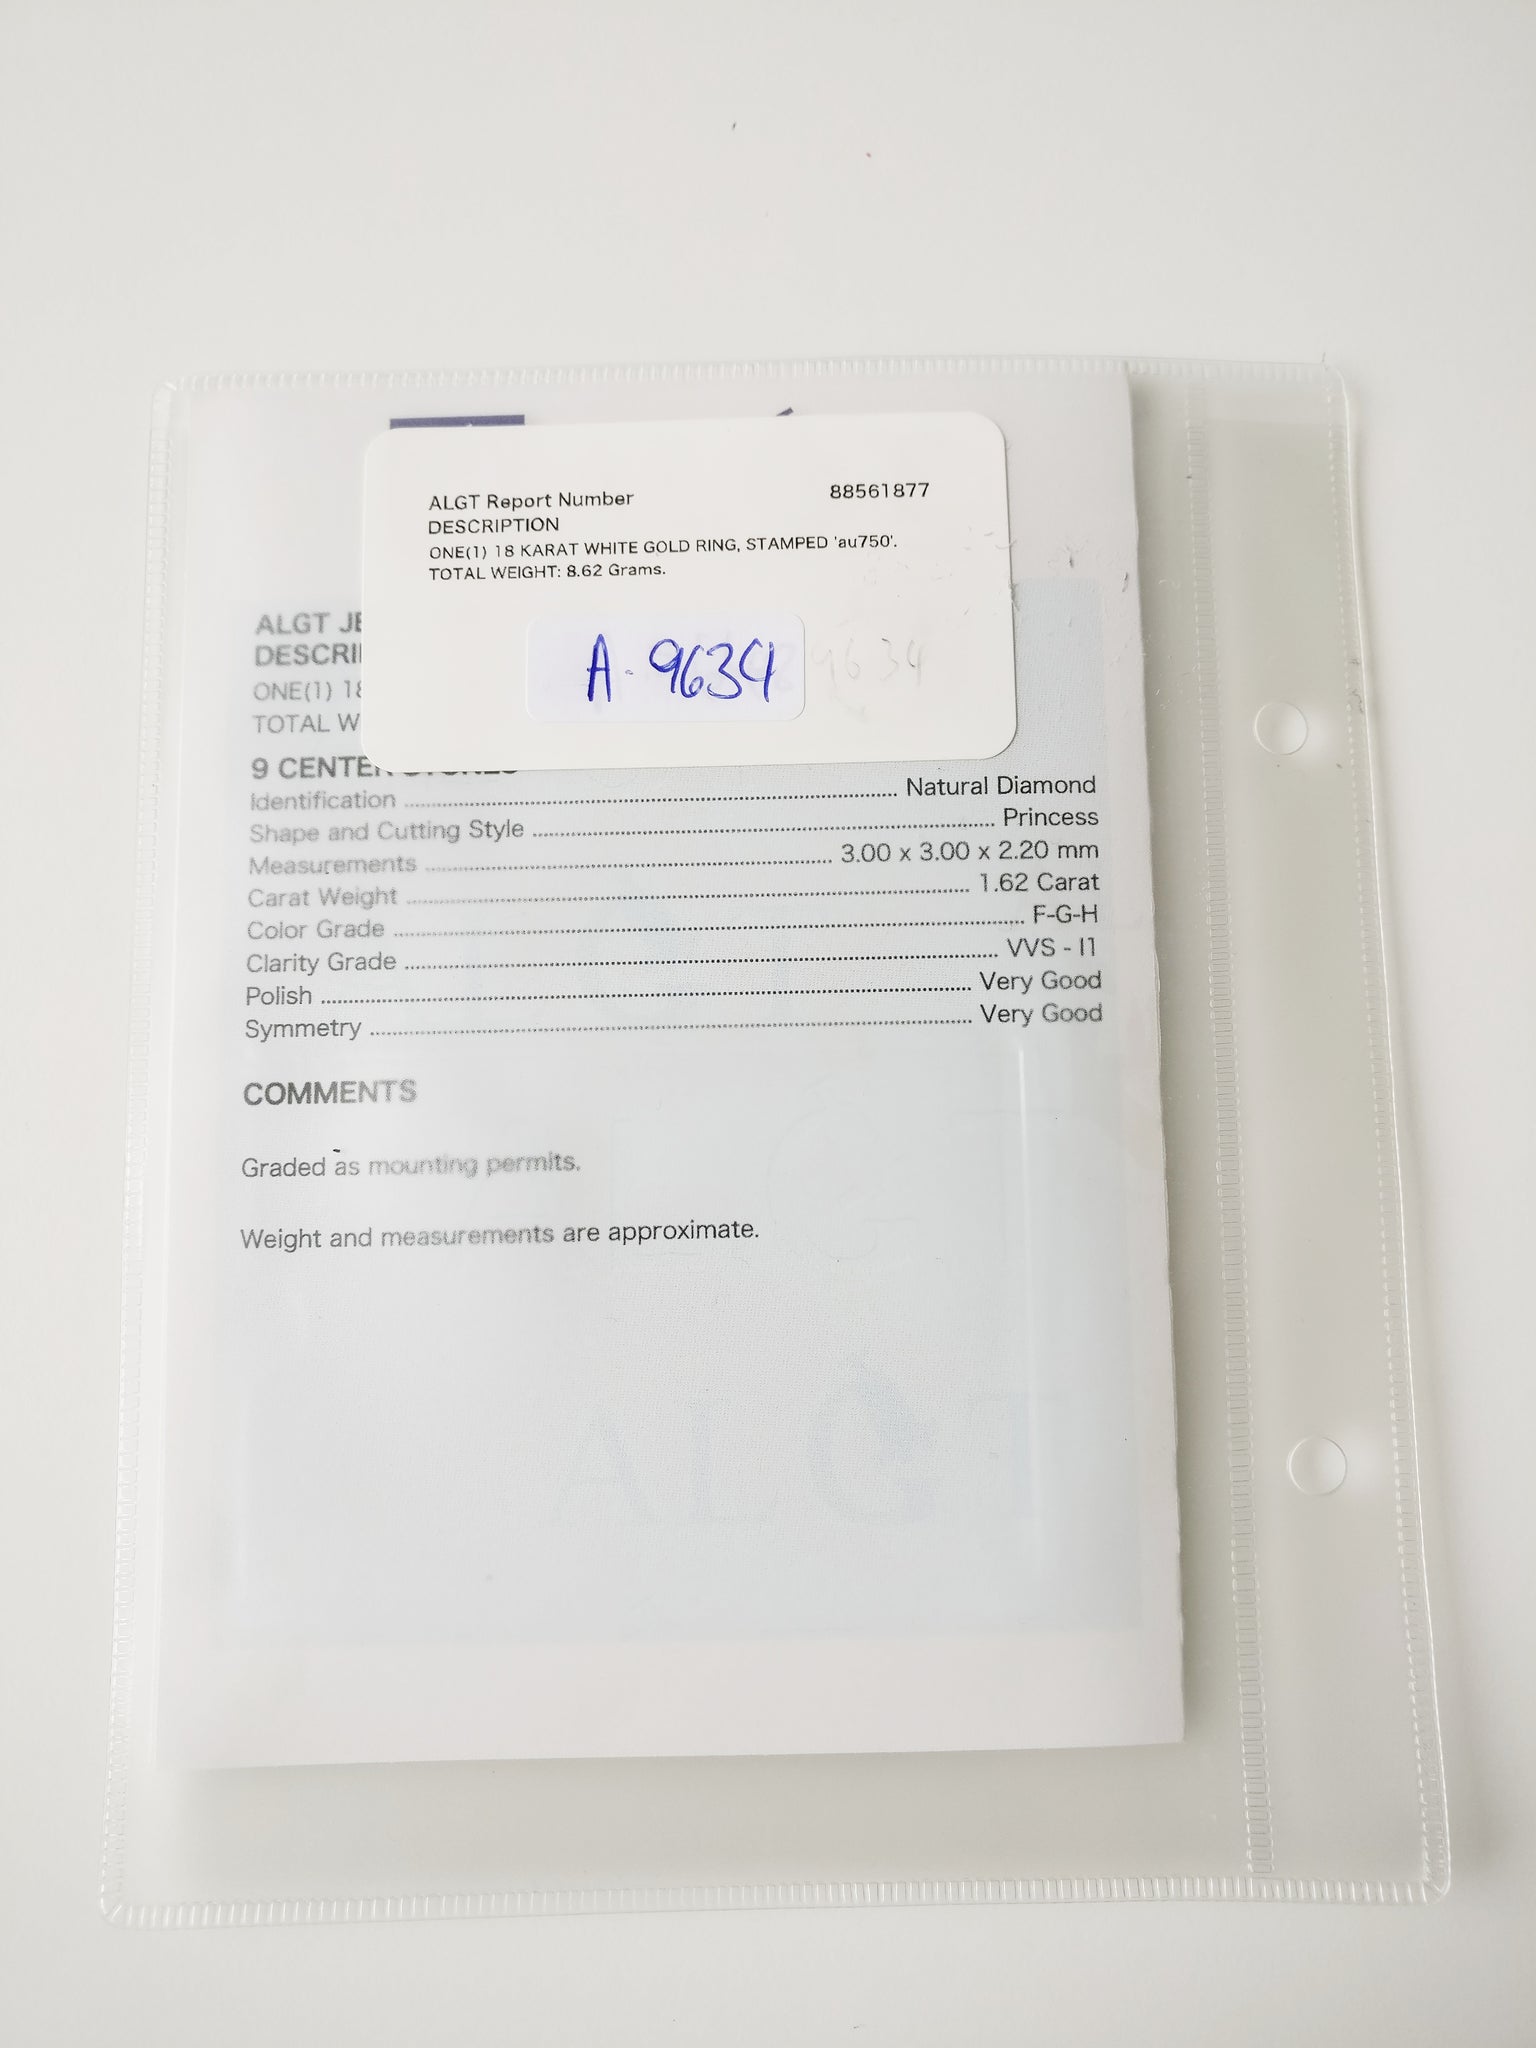 ALGT Report Number 88561877
DESCRIPTION
ONE(1) 18 KARAT WHITE GOLD RING, STAMPED 'au750'.
TOTAL WEIGHT: 8.62 Grams.
A-9634
9634
ALGT
ONE(1) 18
TOTAL
9 CENTER STONES
Identification Natural Diamond
Shape and Cutting Style Princess
Measurements 3.00 x 3.00 x 2.20 mm
Carat Weight 1.62 Carat
Color Grade F-G-H
Clarity Grade VVS - I1
Polish Very Good
Symmetry Very Good
COMMENTS
Graded as mounting permits.
Weight and measurements are approximate.